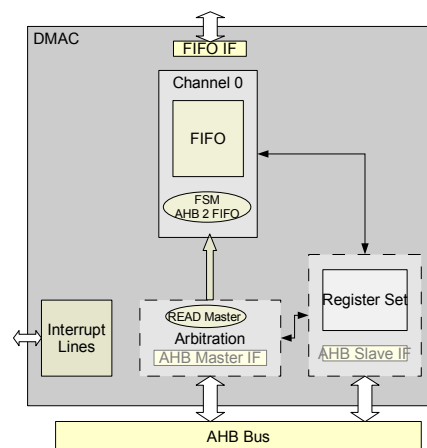 DMAC
FIFO IF
Channel 0
FIFO
FSM
AHB 2 FIFO
READ Master
Arbitration
AHB Master IF
Register Set
AHB Slave IF
Interrupt
Lines
AHB Bus